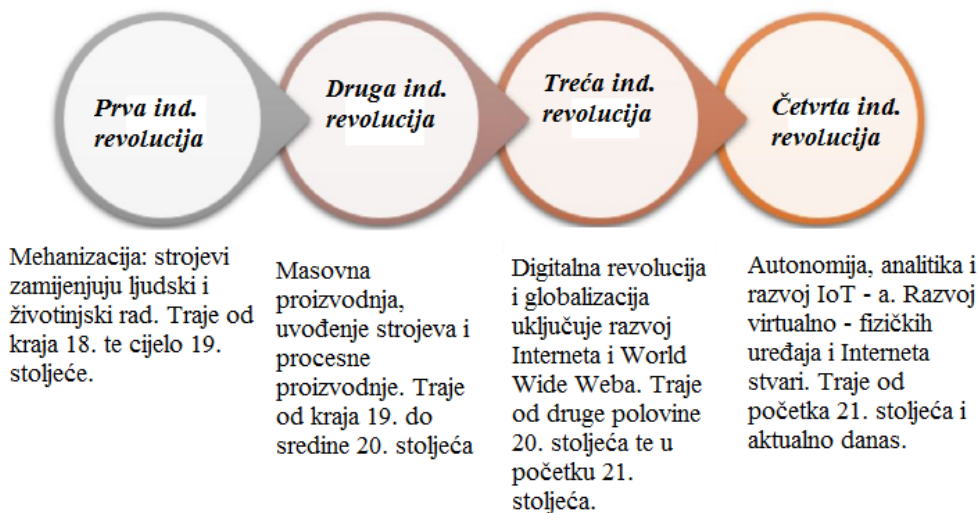 Prva ind.
revolucija
Druga ind.
revolucija
Treća ind.
revolucija
Četvrta ind.
revolucija
Mehanizacija: strojevi
zamijenjuju ljudski i
životinjski rad. Traje od
kraja 18. te cijelo 19.
stoljeće.
Masovna
proizvodnja,
uvođenje strojeva i
procesne
proizvodnje. Traje
od kraja 19. do
sredine 20. stoljeća
Digitalna revolucija
i globalizacija
uključuje razvoj
Interneta i World
Wide Weba. Traje
od druge polovine
20. stoljeća te u
početku 21.
stoljeća.
Autonomija, analitika i
razvoj IoT - a. Razvoj
virtualno - fizičkih
uređaja i Interneta
stvari. Traje od
početka 21. stoljeća i
aktualno danas.